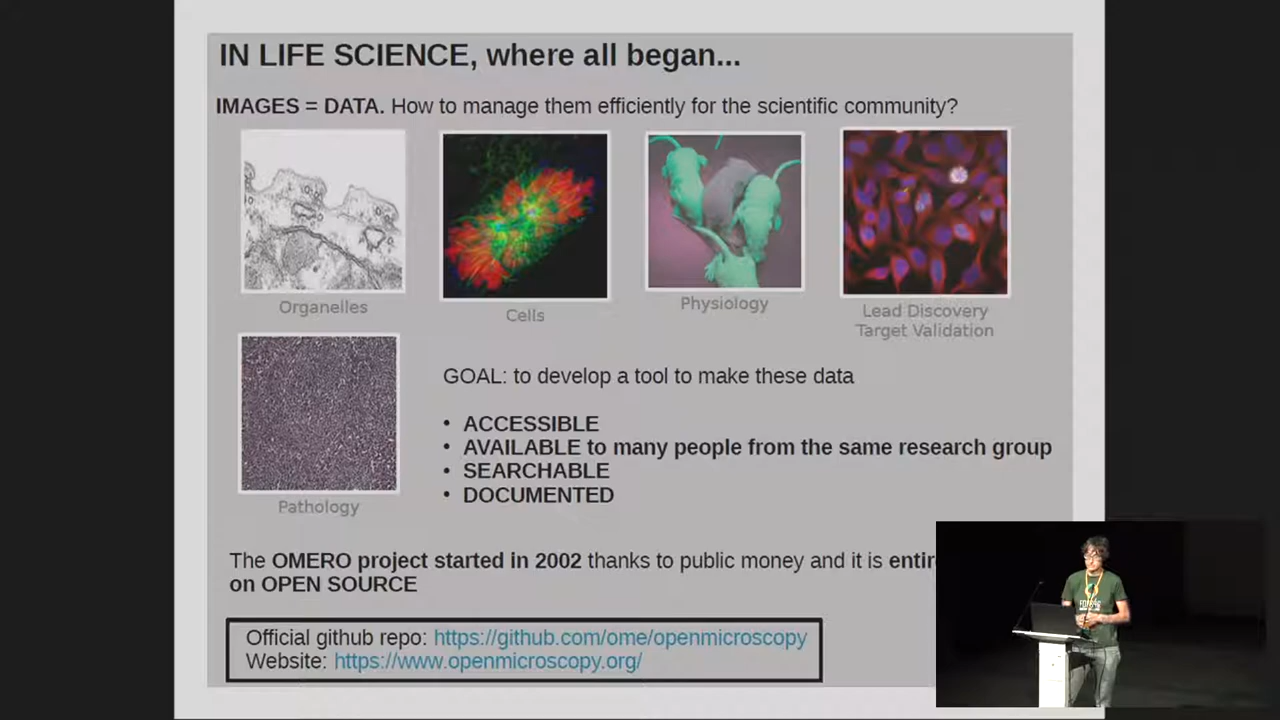 IN LIFE SCIENCE, where all began...
IMAGES = DATA. How to manage them efficiently for the scientific community?
Organelles
Cells
Physiology
Lead Discovery
Target Validation
Pathology
GOAL: to develop a tool to make these data
• ACCESSIBLE
• AVAILABLE to many people from the same research group
• SEARCHABLE
• DOCUMENTED
The OMERO project started in 2002 thanks to public money and it is
on OPEN SOURCE
Official github repo: https://github.com/ome/openmicroscopy
Website: https://www.openmicroscopy.org/